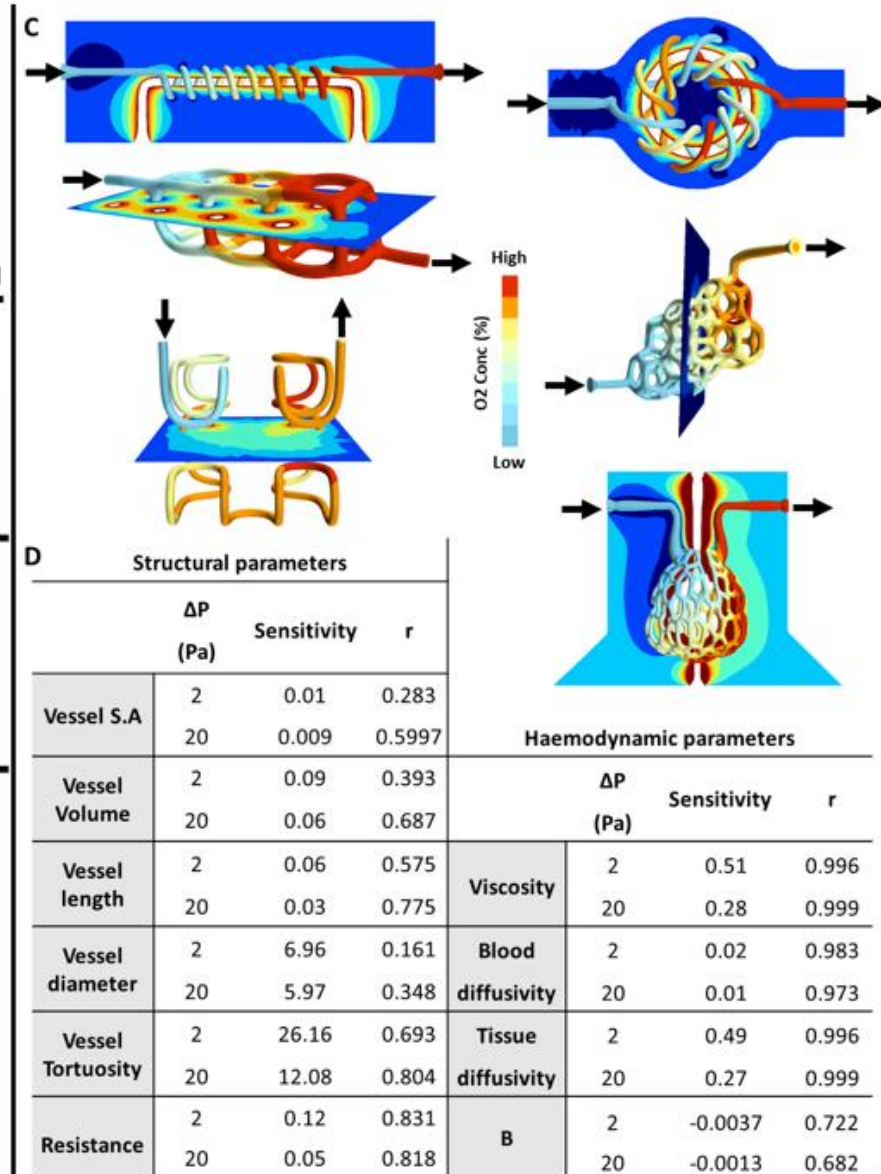 C
High
O2 Conc (%)
Low
D
Structural parameters
ΔP (Pa) Sensitivity r
Vessel S.A 2 0.01 0.283
20 0.009 0.5997
Vessel Volume 2 0.09 0.393
20 0.06 0.687
Vessel length 2 0.06 0.575
20 0.03 0.775
Vessel diameter 2 6.96 0.161
20 5.97 0.348
Vessel Tortuosity 2 26.16 0.693
20 12.08 0.804
Resistance 2 0.12 0.831
20 0.05 0.818
Haemodynamic parameters
ΔP (Pa) Sensitivity r
Viscosity 2 0.51 0.996
20 0.28 0.999
Blood diffusivity 2 0.02 0.983
20 0.01 0.973
Tissue diffusivity 2 0.49 0.996
20 0.27 0.999
B 2 -0.0037 0.722
20 -0.0013 0.682